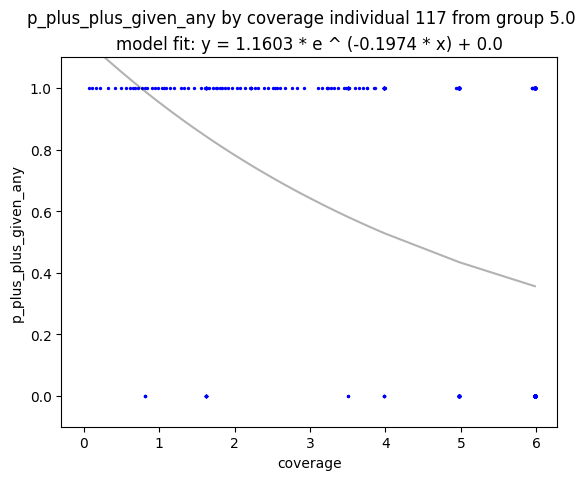 p_plus_plus_given_any by coverage individual 117 from group 5.0
model fit: y = 1.1603 * e ^ (-0.1974 * x) + 0.0
1.0
0.8
0.6
0.4
0.2
0.0
p_plus_plus_given_any
0 1 2 3 4 5 6
coverage